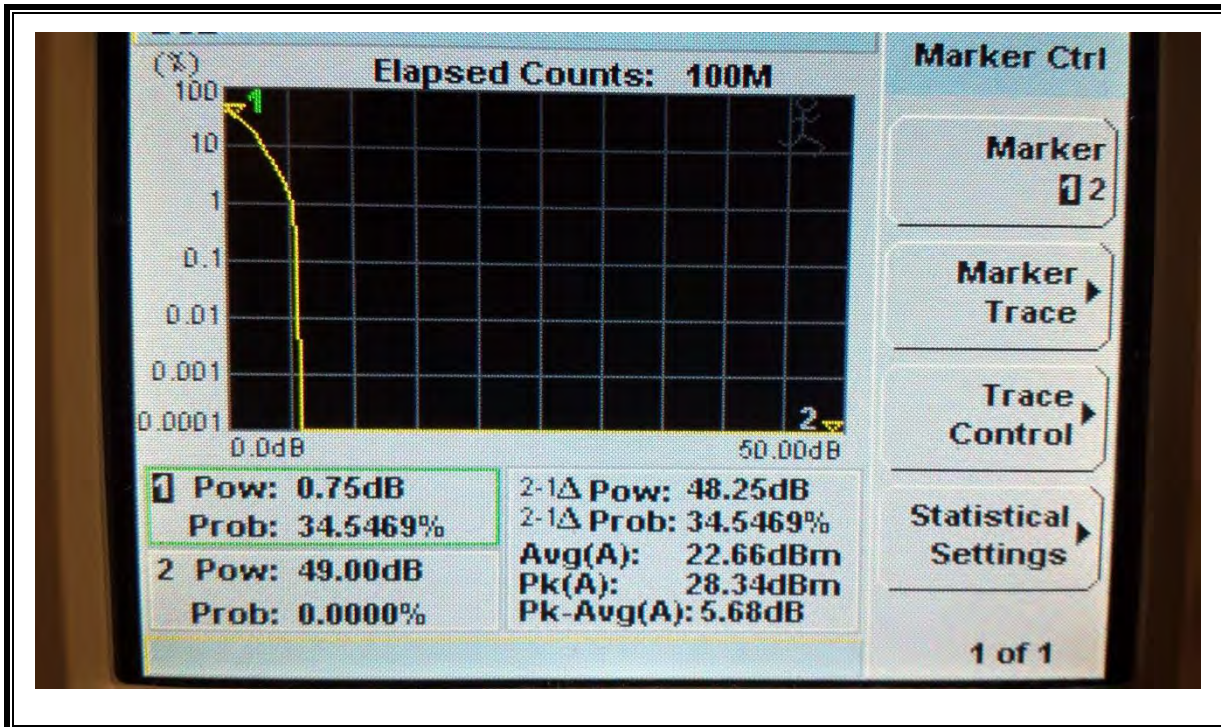 Marker Ctrl
(%)
Elapsed Counts: 100M
100
1
10
1
0.1
0.01
0.001
0.0001
2
0.0dB
50.00dB
1 Pow: 0.75dB
Prob: 34.5469%
2 Pow: 49.00dB
Prob: 0.0000%
2-1Δ Pow: 48.25dB
2-1Δ Prob: 34.5469%
Avg(A): 22.66dBm
Pk(A): 28.34dBm
Pk-Avg(A): 5.68dB
Marker
1 2
Marker
Trace
Trace
Control
Statistical
Settings
1 of 1